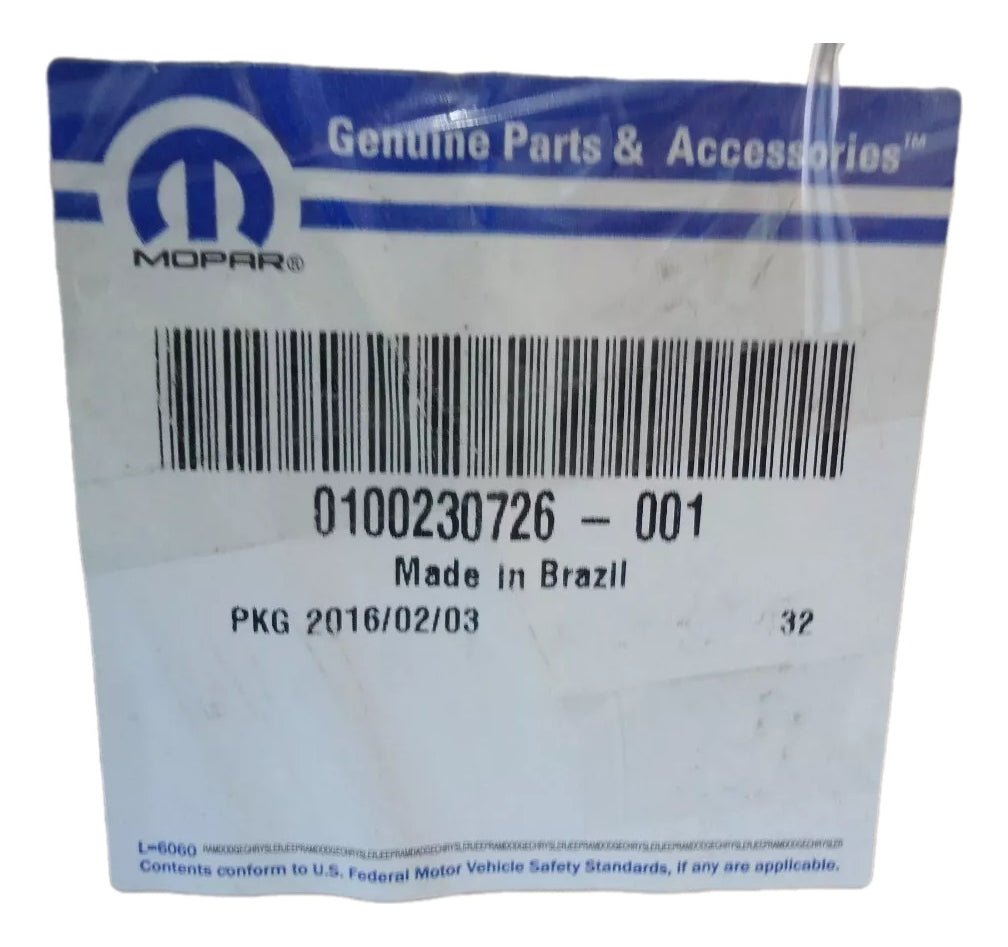 Genuine Parts & Accessories™
MOPAR®
0100230726 - 001
Made in Brazil
PKG 2016/02/03 32
L-6060
Contents conform to U.S. Federal Motor Vehicle Safety Standards, if any are applicable.